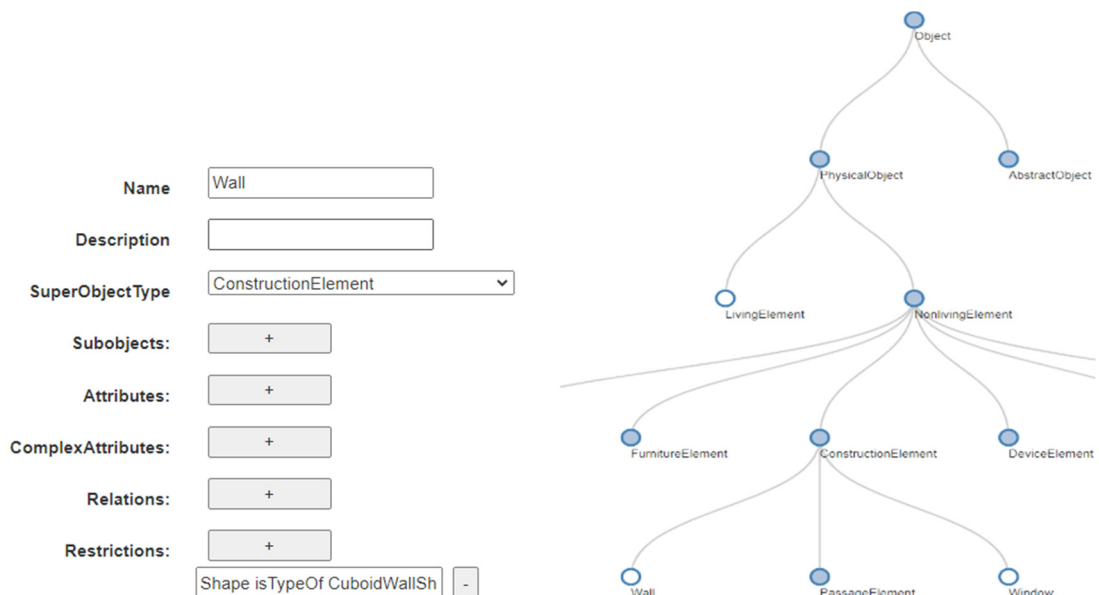 Name
Wall
Description
SuperObjectType
ConstructionElement
Subobjects:
+
Attributes:
+
ComplexAttributes:
+
Relations:
+
Restrictions:
+
Shape isTypeOf CuboidWallSh
-
Object
PhysicalObject
AbstractObject
LivingElement
NonlivingElement
FurnitureElement
ConstructionElement
DeviceElement
Wall
PassageElement
Window